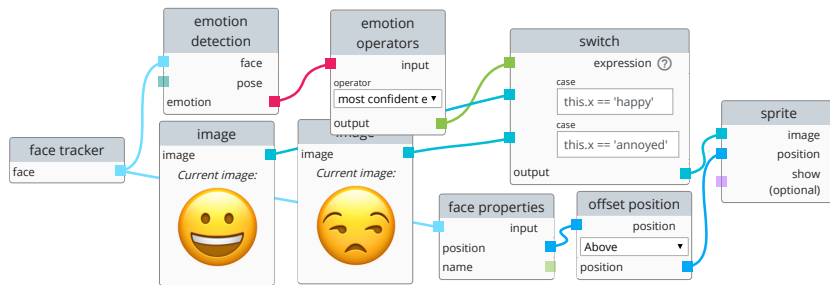 emotion
detection
face
pose
emotion
emotion
operators
input
operator
most confident e
output
switch
expression ?
case
this.x == 'happy'
case
this.x == 'annoyed'
output
sprite
image
position
show
(optional)
face tracker
face
image
image
Current image:
image
image
Current image:
face properties
input
position
name
offset position
position
Above
position